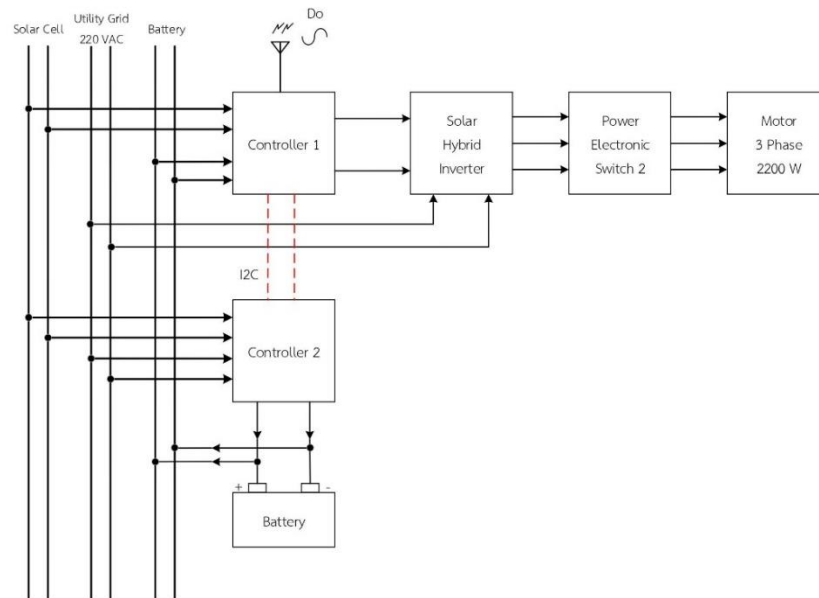 Solar Cell
Utility Grid
220 VAC
Battery
Do
Controller 1
Solar
Hybrid
Inverter
Power
Electronic
Switch 2
Motor
3 Phase
2200 W
I2C
Controller 2
+
-
Battery